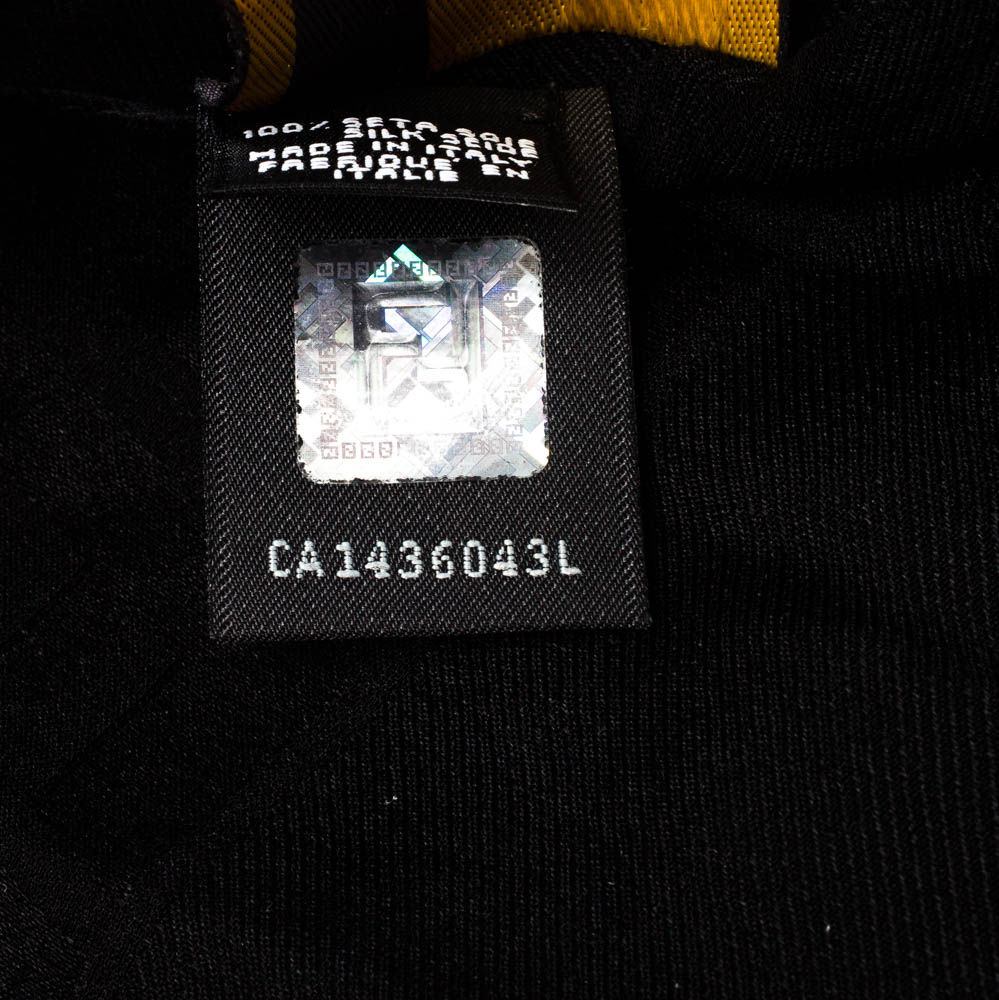 100% SETA SOIE
SILK SEIDE
MADE IN ITALY
FABRIQUE' EN
ITALIE
CA1436043L